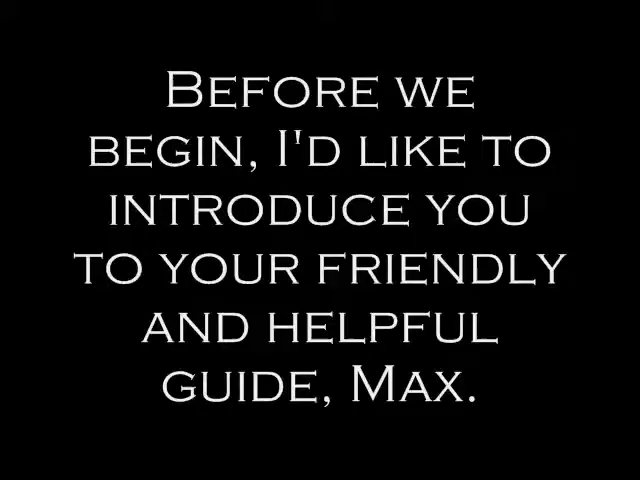 Before we
begin, I'd like to
introduce you
to your friendly
and helpful
guide, Max.